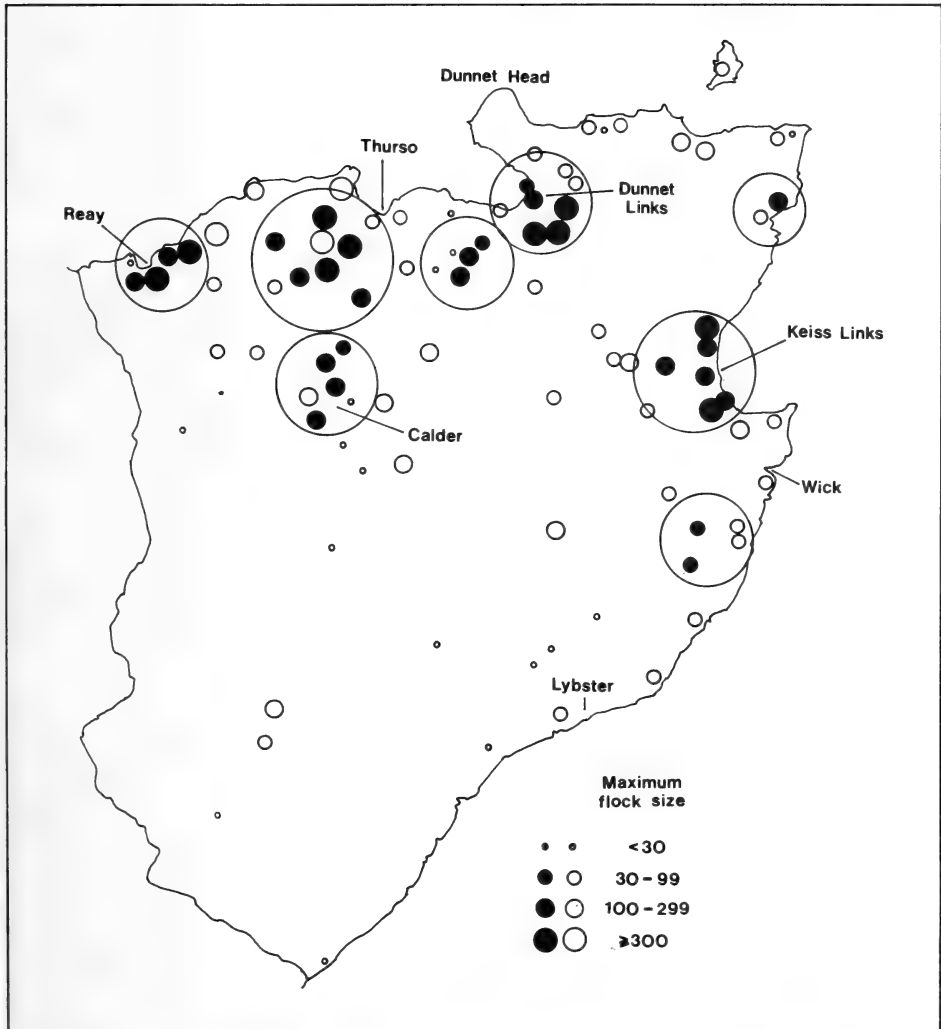 Dunnet Head
Thurso
Dunnet
Links
Reay
Keiss Links
Calder
Wick
Lybster
Maximum
flock size
<30
30-99
100-299
≥300